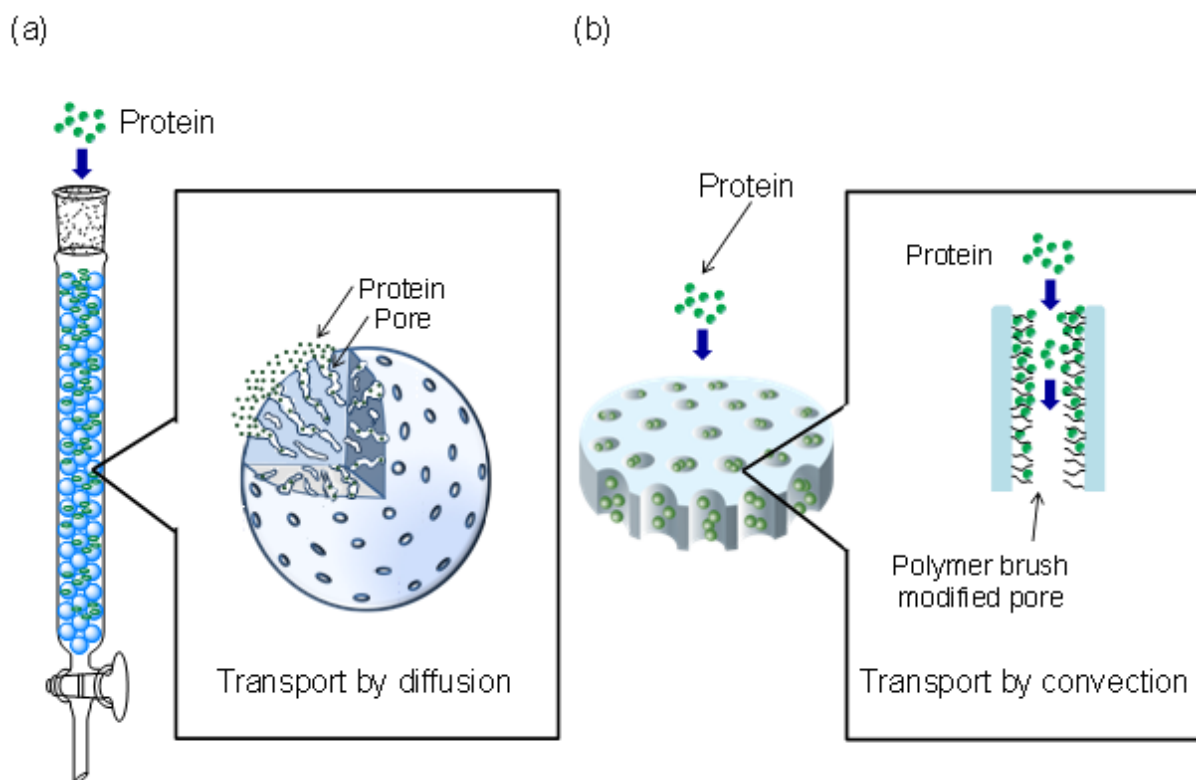 (a)
Protein
Protein
Pore
Transport by diffusion
(b)
Protein
Protein
Polymer brush
modified pore
Transport by convection